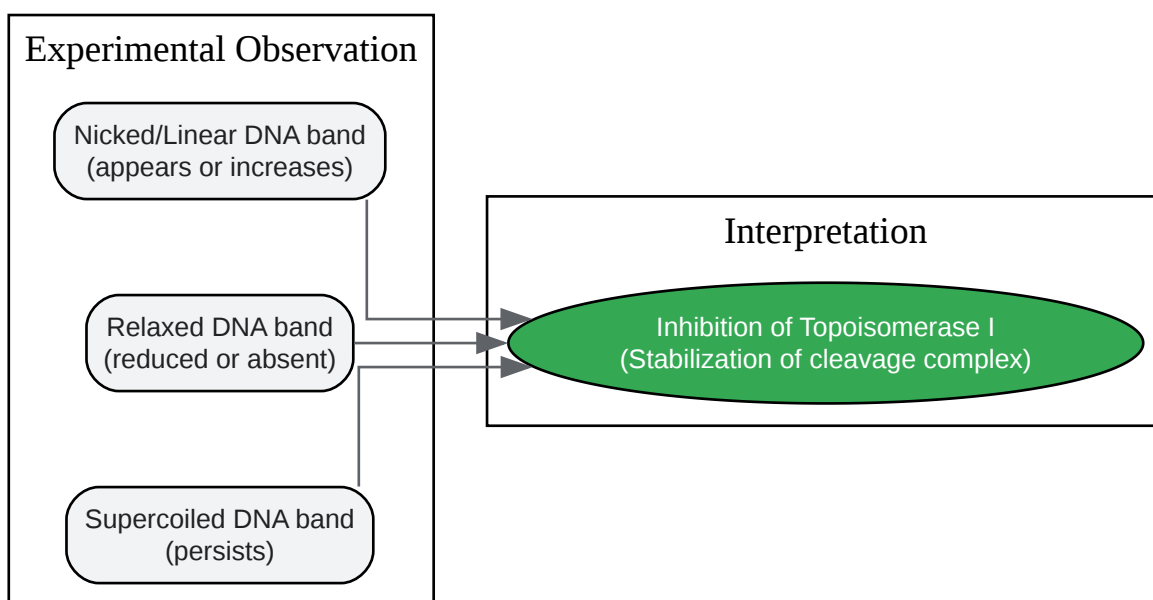 Experimental Observation
Nicked/Linear DNA band
(appears or increases)
Relaxed DNA band
(reduced or absent)
Supercoiled DNA band
(persists)
Interpretation
Inhibition of Topoisomerase I
(Stabilization of cleavage complex)